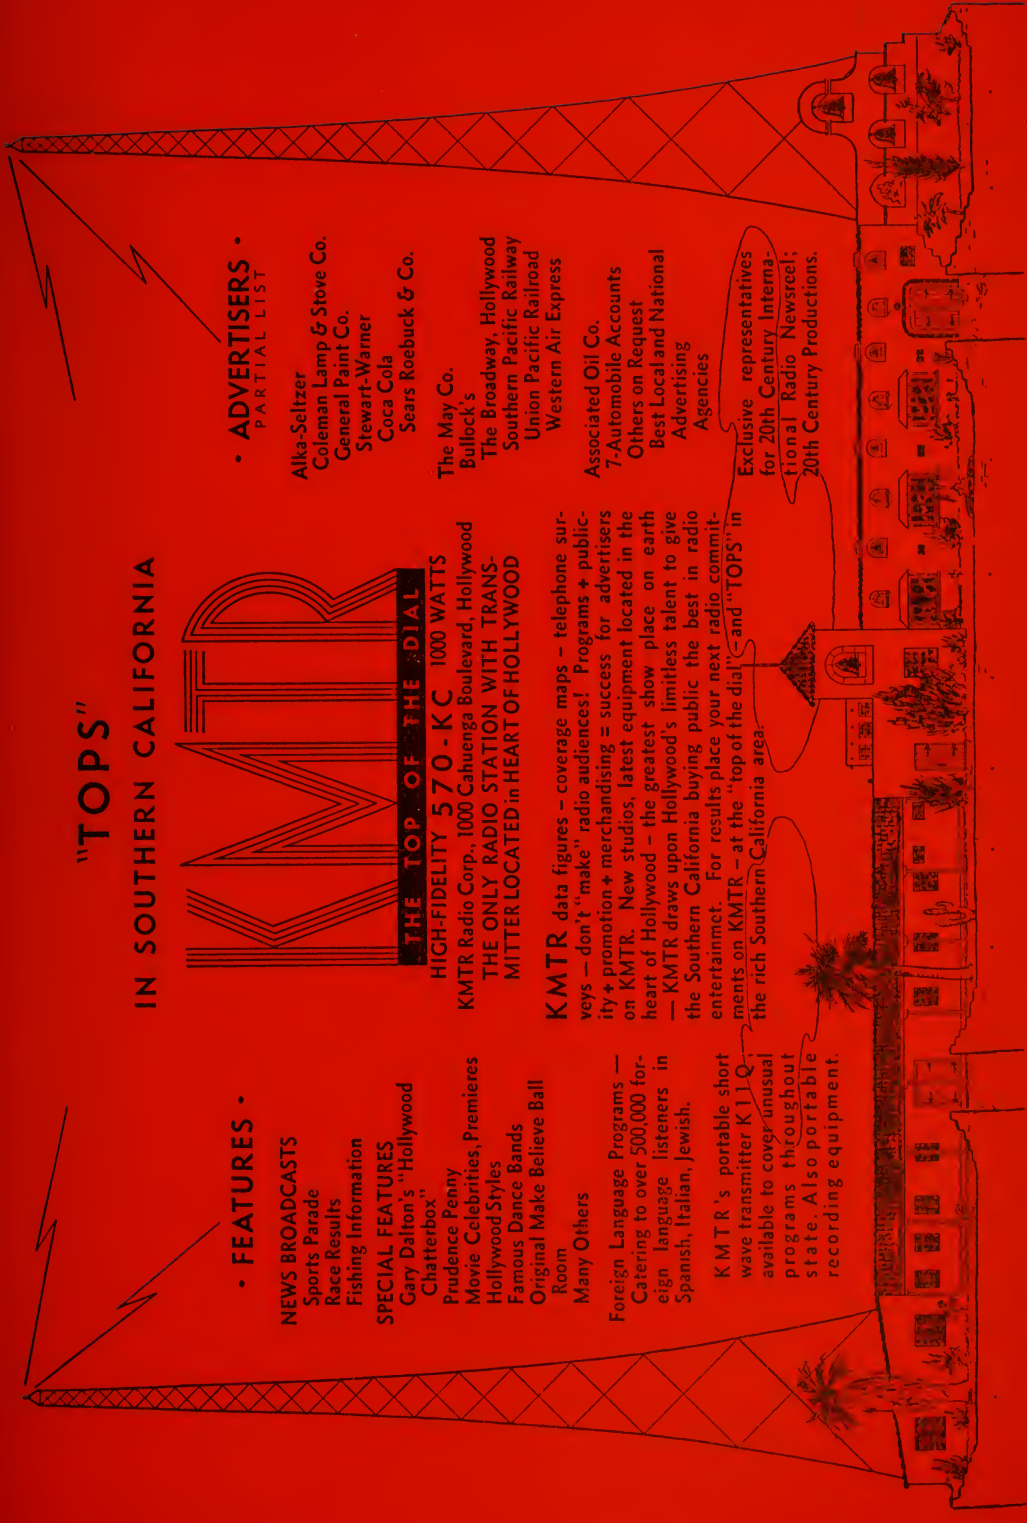 "TOPS"
IN SOUTHERN CALIFORNIA
KMTR
THE TOP OF THE DIAL
HIGH-FIDELITY 570-KC 1000 WATTS
KMTR Radio Corp., 1000 Cahuenga Boulevard, Hollywood
THE ONLY RADIO STATION WITH TRANS-
MITTER LOCATED in HEART OF HOLLYWOOD
KMTR data figures – coverage maps – telephone sur-
veys — don't "make" radio audiences! Programs + public-
ity + promotion + merchandising = success for advertisers
on KMTR. New studios, latest equipment located in the
heart of Hollywood – the greatest show place on earth
— KMTR draws upon Hollywood's limitless talent to give
the Southern California buying public the best in radio
entertainmet. For results place your next radio commit-
ments on KMTR – at the "top of the dial" – and "TOPS" in
the rich Southern California area.
• FEATURES •
NEWS BROADCASTS
Sports Parade
Race Results
Fishing Information
SPECIAL FEATURES
Gary Dalton's "Hollywood
Chatterbox"
Prudence Penny
Movie Celebrities, Premieres
Hollywood Styles
Famous Dance Bands
Original Make Believe Ball
Room
Many Others
Foreign Language Programs —
Catering to over 500,000 for-
eign language listeners in
Spanish, Italian, Jewish.
KMTR's portable short
wave transmitter K11Q,
available to cover unusual
programs throughout
state. Also portable
recording equipment.
• ADVERTISERS •
PARTIAL LIST
Alka-Seltzer
Coleman Lamp & Stove Co.
General Paint Co.
Stewart-Warner
Coca Cola
Sears Roebuck & Co.
The May Co.
Bullock's
The Broadway, Hollywood
Southern Pacific Railway
Union Pacific Railroad
Western Air Express
Associated Oil Co.
7-Automobile Accounts
Others on Request
Best Local and National
Advertising
Agencies
Exclusive representatives
for 20th Century Interna-
tional Radio Newsreel;
20th Century Productions.